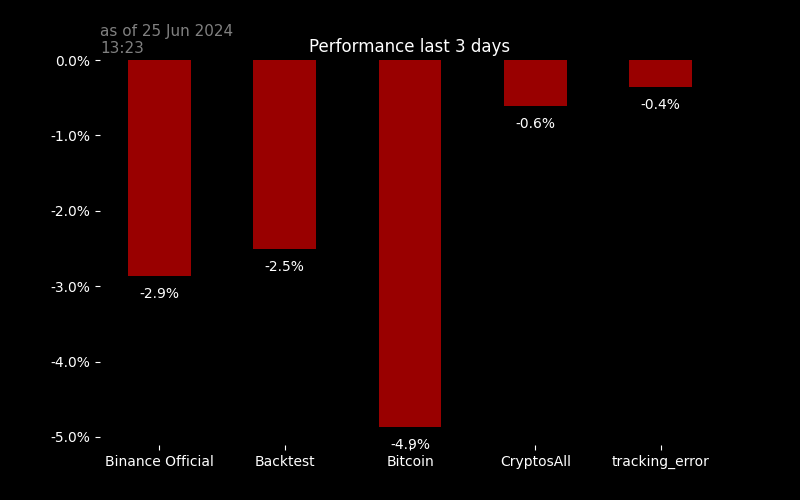 as of 25 Jun 2024
13:23
Performance last 3 days
0.0%
-1.0%
-2.0%
-3.0%
-4.0%
-5.0%
-2.9%
-2.5%
-4.9%
-0.6%
-0.4%
Binance Official
Backtest
Bitcoin
CryptosAll
tracking_error